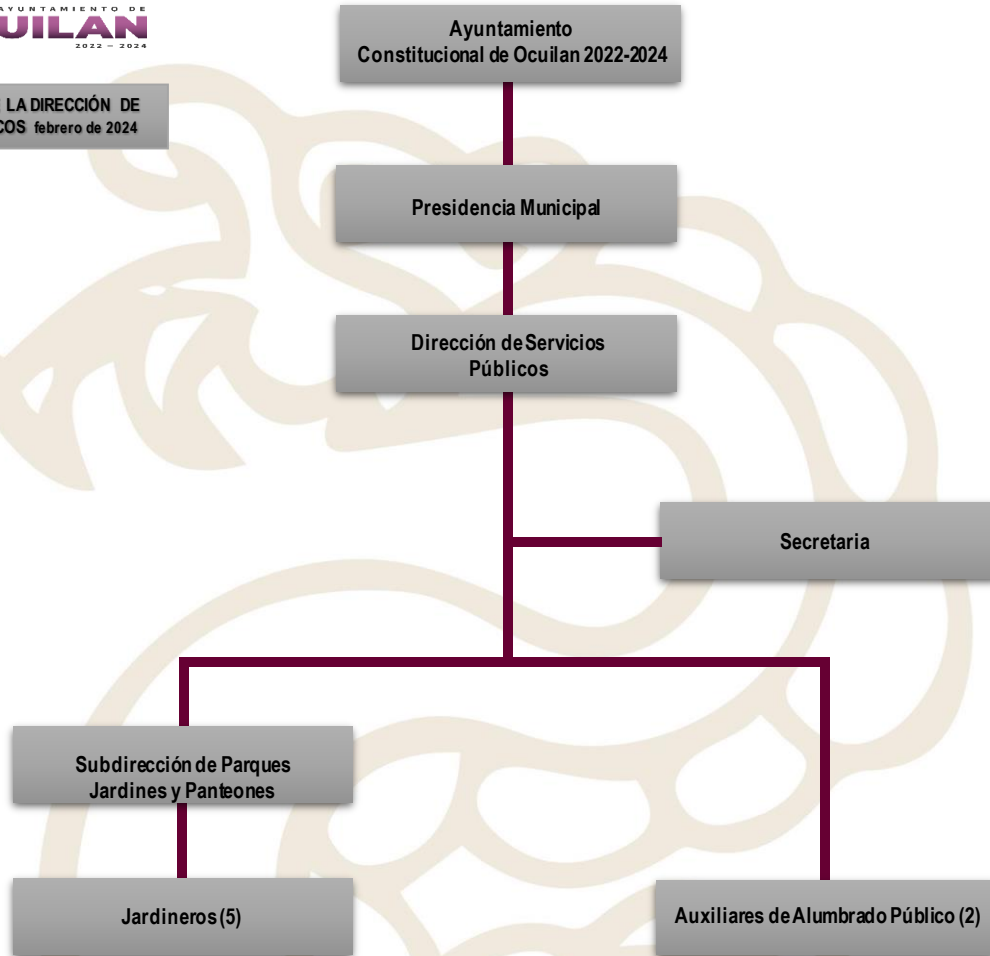 AYUNTAMIENTO DE
UILAN
2022 – 2024
Ayuntamiento
Constitucional de Ocuilan 2022-2024
LA DIRECCIÓN DE
COS febrero de 2024
Presidencia Municipal
Dirección de Servicios
Públicos
Secretaria
Subdirección de Parques
Jardines y Panteones
Jardineros (5)
Auxiliares de Alumbrado Público (2)